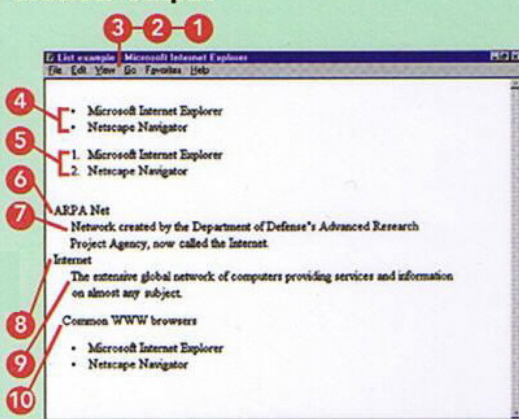 3 2 1
List example - Microsoft Internet Explorer
File Edit View Go Favorites Help
4
• Microsoft Internet Explorer
• Netscape Navigator
5
1. Microsoft Internet Explorer
2. Netscape Navigator
6
ARPA Net
7
Network created by the Department of Defense"s Advanced Research
Project Agency, now called the Internet.
Internet
The extensive global network of computers providing services and information
on almost any subject.
8
Common WWW browsers
9
• Microsoft Internet Explorer
• Netscape Navigator
10